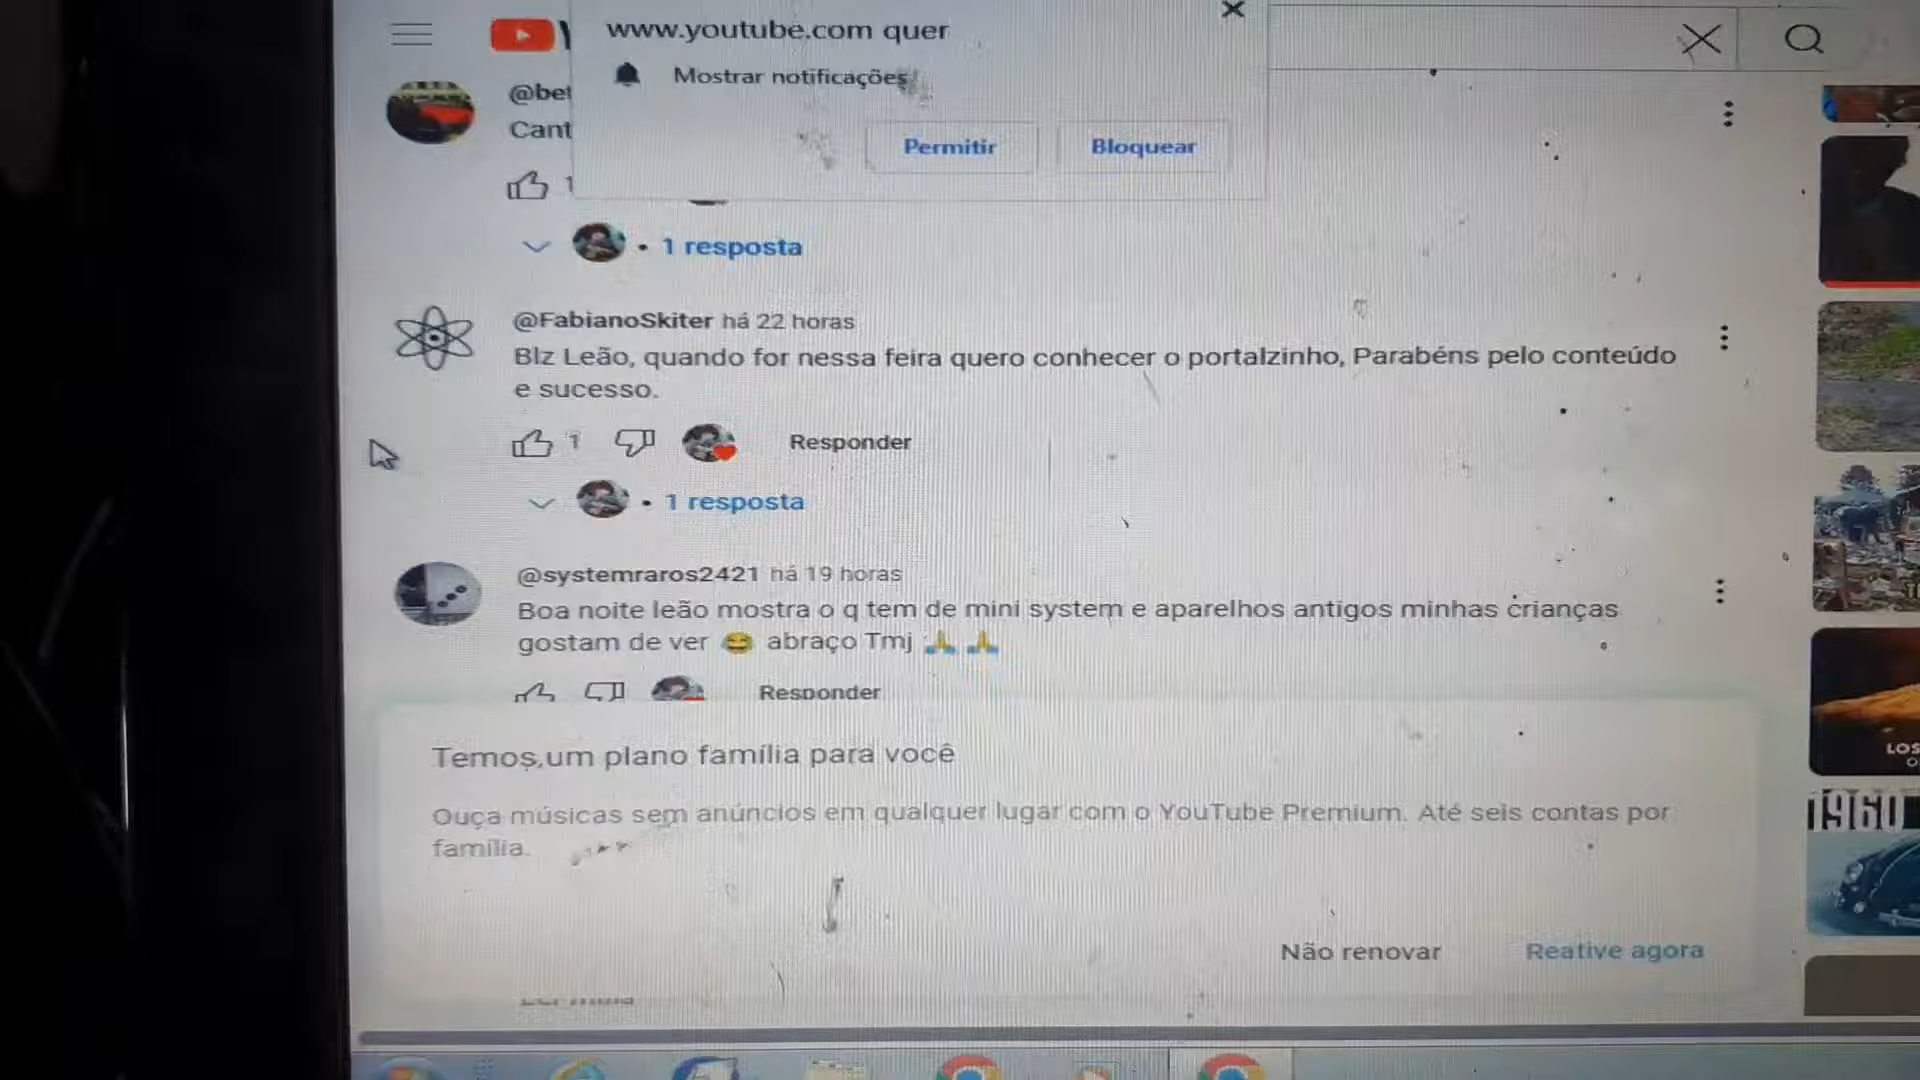 www.youtube.com quer
Mostrar notificações
Permitir
Bloquear
@bet
Cant
1
1 resposta
@FabianoSkiter há 22 horas
Blz Leão, quando for nessa feira quero conhecer o portalzinho, Parabéns pelo conteúdo
e sucesso.
1
Responder
1 resposta
@systemraros2421 há 19 horas
Boa noite leão mostra o q tem de mini system e aparelhos antigos minhas crianças
gostam de ver 😂 abraço Tmj 🙏 🙏
Responder
Temos um plano família para você
Ouça músicas sem anúncios em qualquer lugar com o YouTube Premium. Até seis contas por
família.
Não renovar
Reative agora
LOS
O
1960